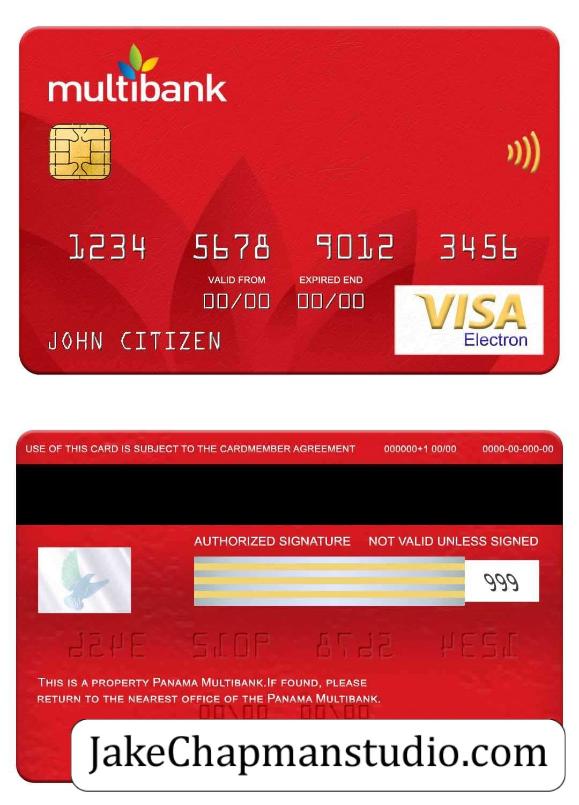 multibank
1234 5678 9012 3456
VALID FROM EXPIRED END
00/00 00/00
JOHN CITIZEN
VISA
Electron
USE OF THIS CARD IS SUBJECT TO THE CARDMEMBER AGREEMENT 000000+1 00/00 0000-00-000-00
AUTHORIZED SIGNATURE NOT VALID UNLESS SIGNED
999
THIS IS A PROPERTY PANAMA MULTIBANK.IF FOUND, PLEASE
RETURN TO THE NEAREST OFFICE OF THE PANAMA MULTIBANK.
JakeChapmanstudio.com